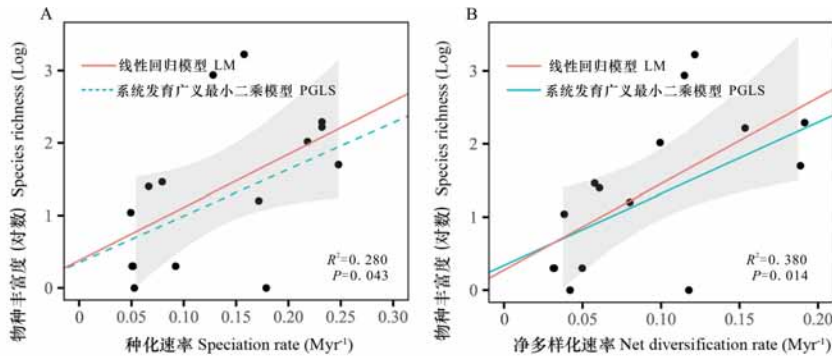 A
物种丰富度 (对数) Species richness (Log)
3
2
1
0
线性回归模型 LM
系统发育广义最小二乘模型 PGLS
R²=0.280
P=0.043
0
0.05
0.10
0.15
0.20
0.25
0.30
种化速率 Speciation rate (Myr⁻¹)
B
物种丰富度 (对数) Species richness (Log)
3
2
1
0
线性回归模型 LM
系统发育广义最小二乘模型 PGLS
R²=0.380
P=0.014
0
0.05
0.10
0.15
0.20
净多样化速率 Net diversification rate (Myr⁻¹)